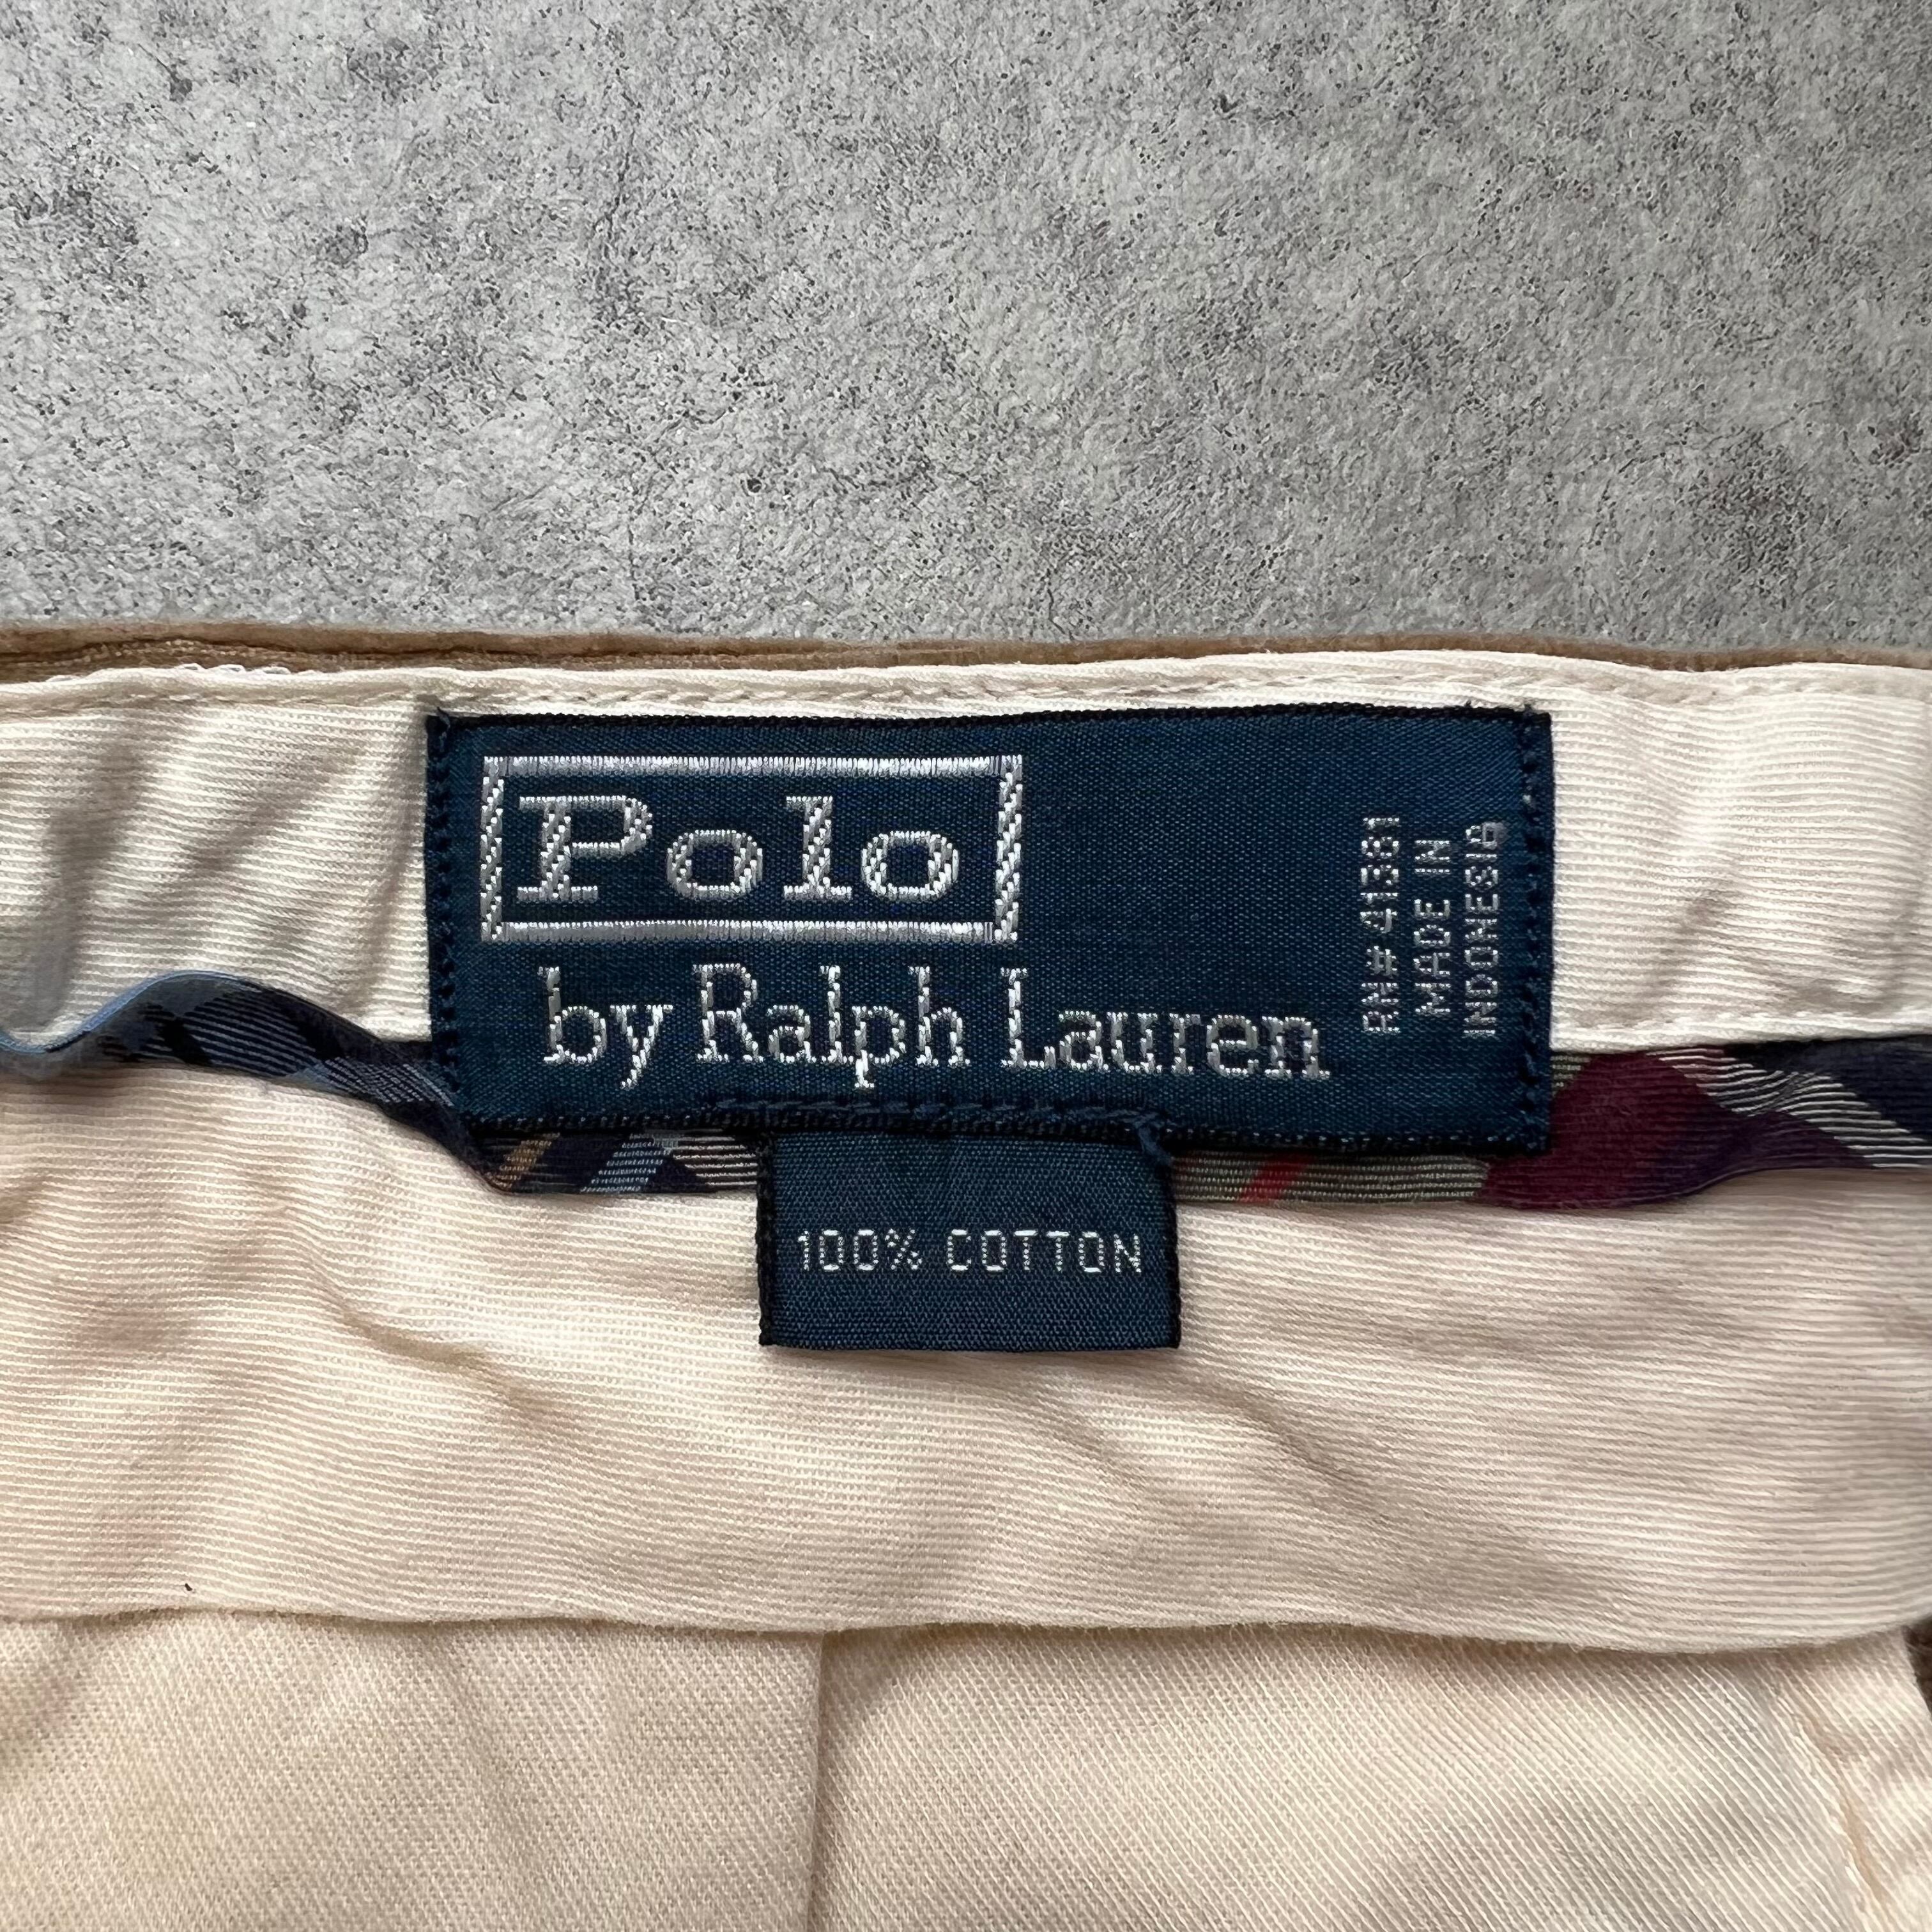 Polo
by Ralph Lauren
RN# 41381
MADE IN
INDONESIA
100% COTTON